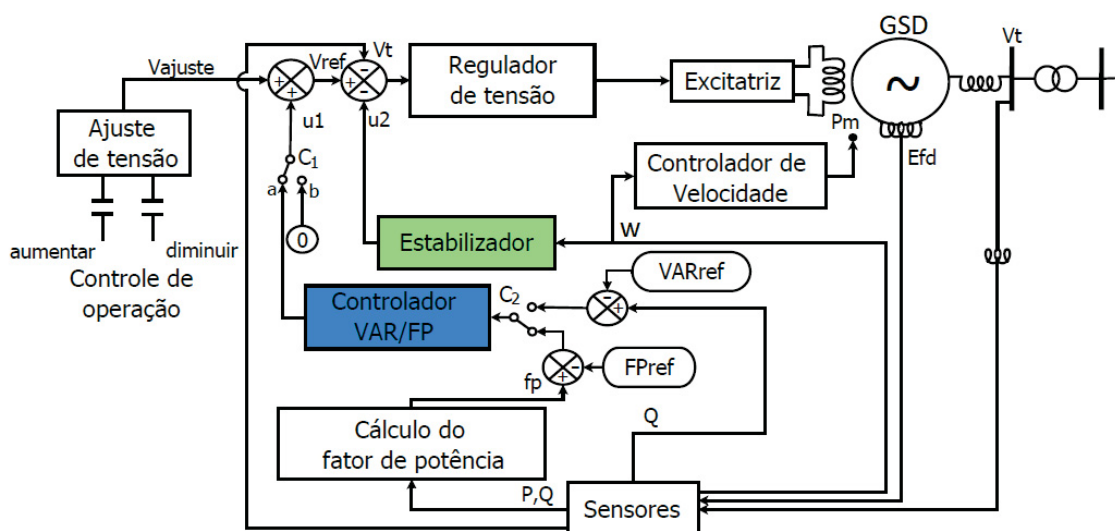 GSD
Vt
Vt
Vref
Vajuste
Regulador
de tensão
Excitatriz
+
+
+
-
-
~
Ajuste
de tensão
u1
u2
Pm
Efd
C1
a
b
Controlador de
Velocidade
0
aumentar
diminuir
Controle de
operação
Estabilizador
W
VARref
Controlador
VAR/FP
C2
-
+
fp
-
+
FPref
Cálculo do
fator de potência
Q
P,Q
Sensores